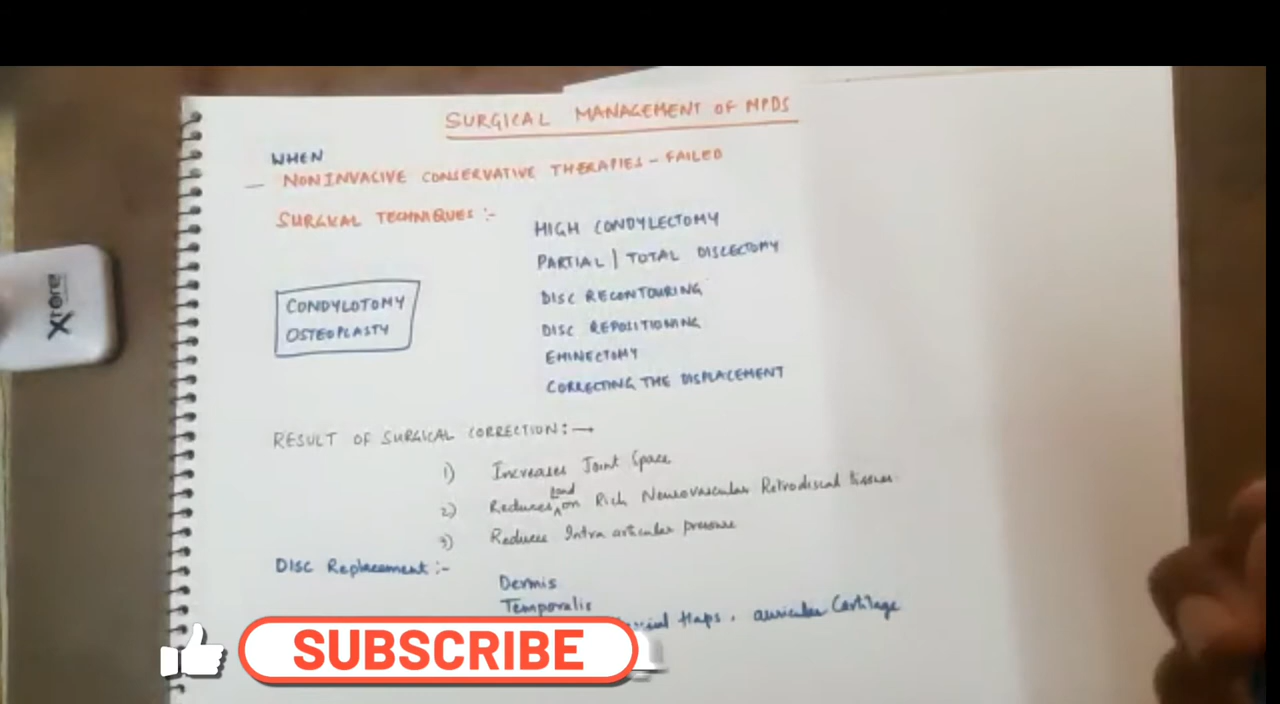 SURGICAL MANAGEMENT OF MPDS
WHEN
— NONINVACIVE CONSERVATIVE THERAPIES - FAILED
SURGICAL TECHNIQUES :-
HIGH CONDYLECTOMY
PARTIAL | TOTAL DISCECTOMY
DISC RECONTOURING
DISC REPOSITIONING
EMINECTOMY
CORRECTING THE DISPLACEMENT
CONDYLOTOMY
OSTEOPLASTY
Xtore
RESULT OF SURGICAL CORRECTION: →
1) Increases Joint Space
2) Reduces load on Rich Neurovascular Retrodiscal tissues
3) Reduces Intra articular pressure
DISC Replacement :-
Dermis
Temporalis
flaps, auricular Cartilage
SUBSCRIBE